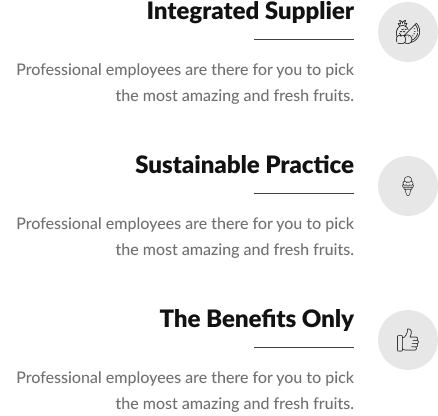 Integrated Supplier
Professional employees are there for you to pick
the most amazing and fresh fruits.
Sustainable Practice
Professional employees are there for you to pick
the most amazing and fresh fruits.
The Benefits Only
Professional employees are there for you to pick
the most amazing and fresh fruits.